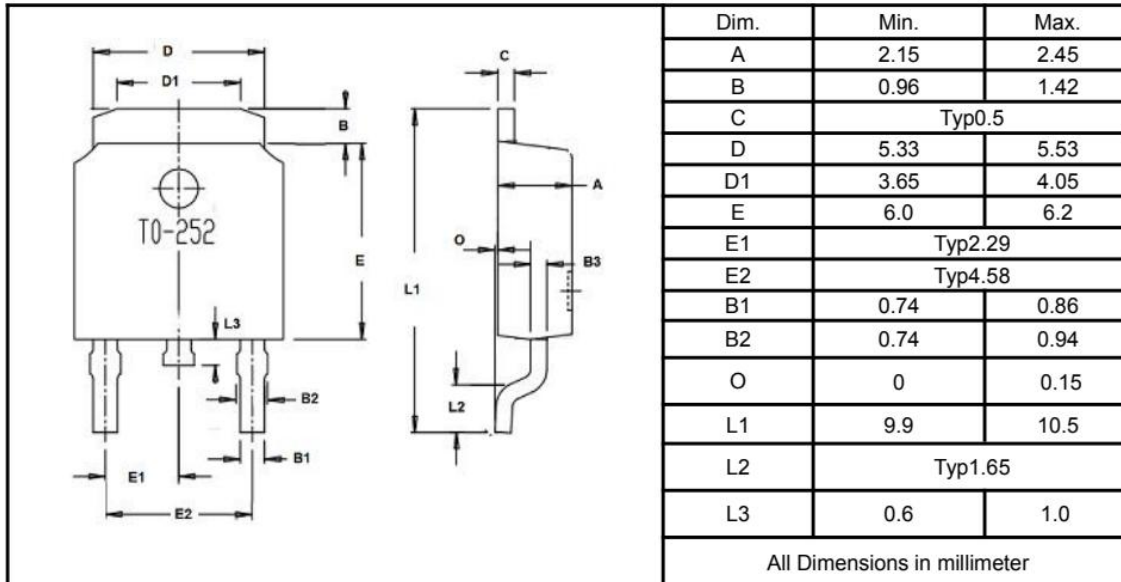 D
D1
B
TO-252
E
L3
B2
B1
E1
E2
C
A
O
B3
L1
L2
Dim. Min. Max.
A 2.15 2.45
B 0.96 1.42
C Typ0.5
D 5.33 5.53
D1 3.65 4.05
E 6.0 6.2
E1 Typ2.29
E2 Typ4.58
B1 0.74 0.86
B2 0.74 0.94
O 0 0.15
L1 9.9 10.5
L2 Typ1.65
L3 0.6 1.0
All Dimensions in millimeter